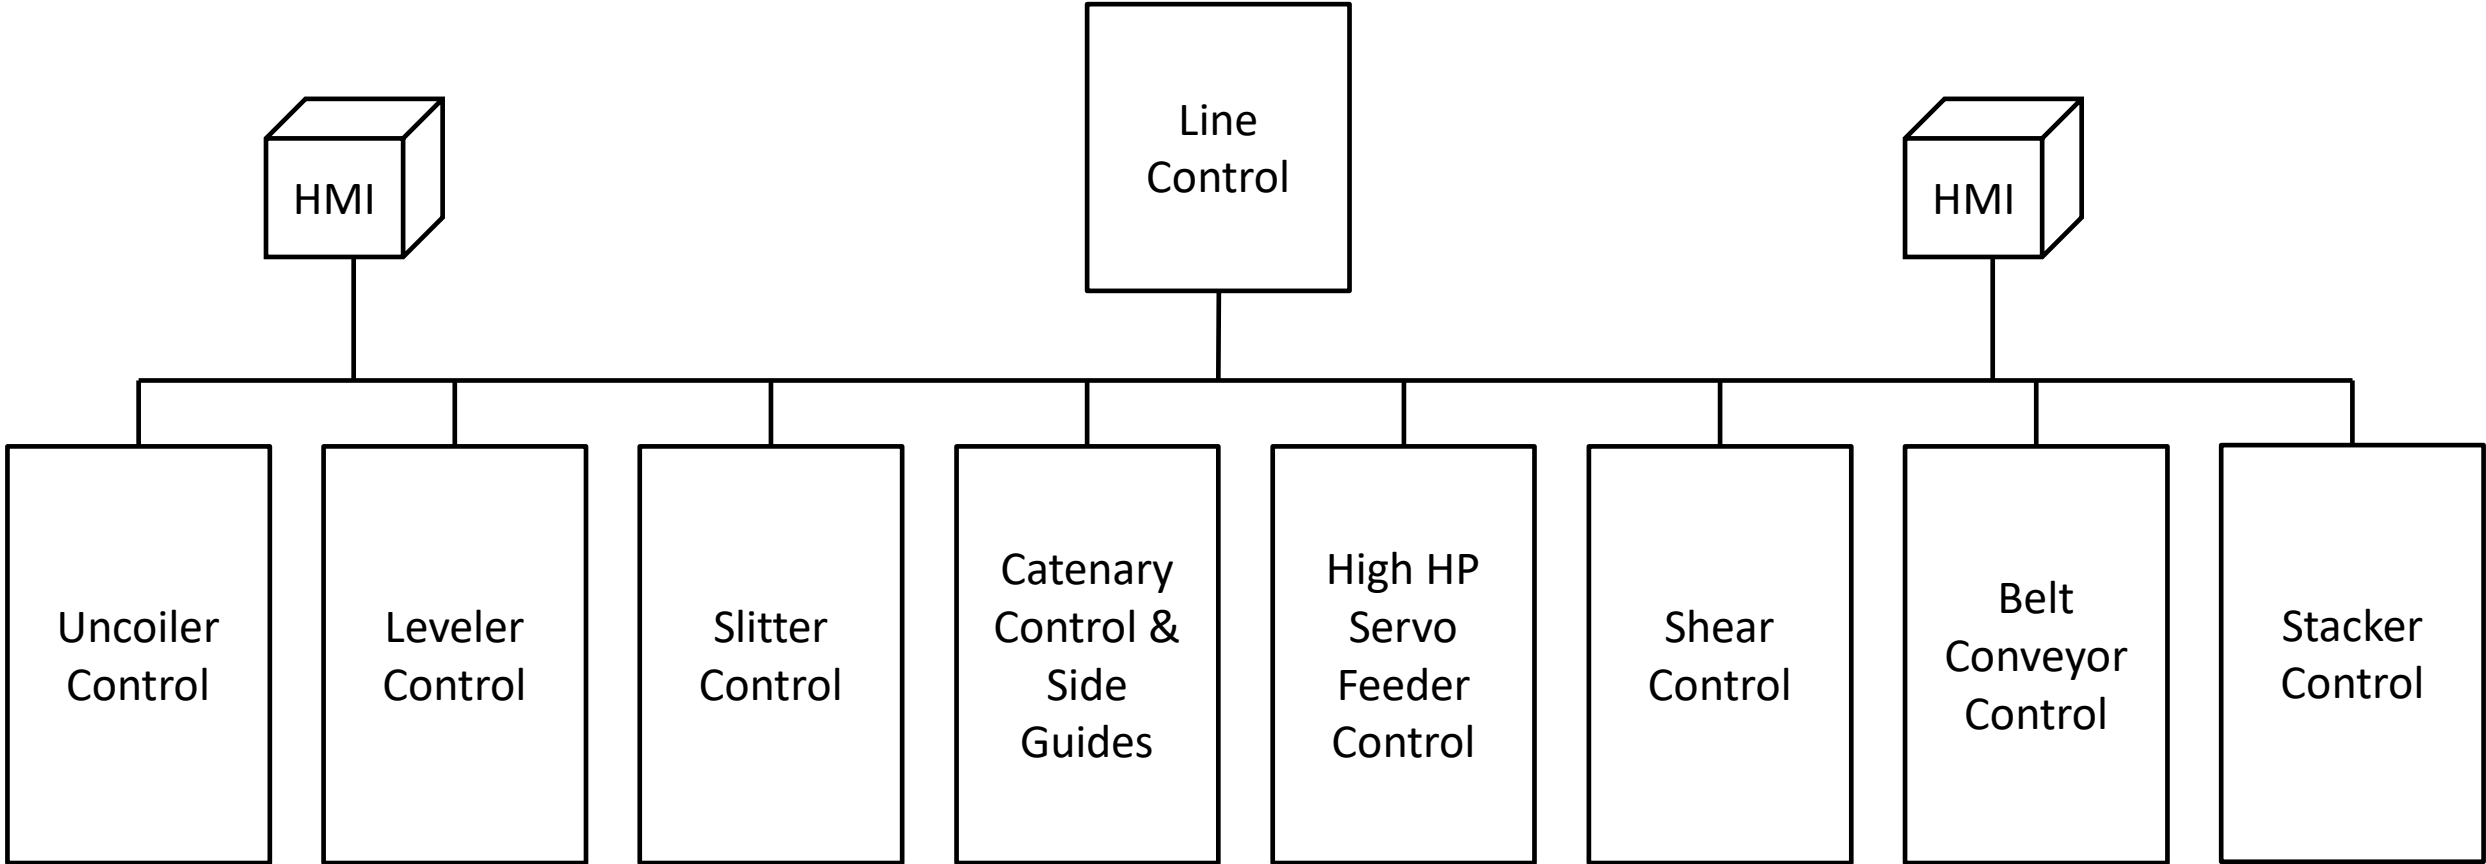 Line
Control
HMI
HMI
Uncoiler
Control
Leveler
Control
Slitter
Control
Catenary
Control &
Side
Guides
High HP
Servo
Feeder
Control
Shear
Control
Belt
Conveyor
Control
Stacker
Control